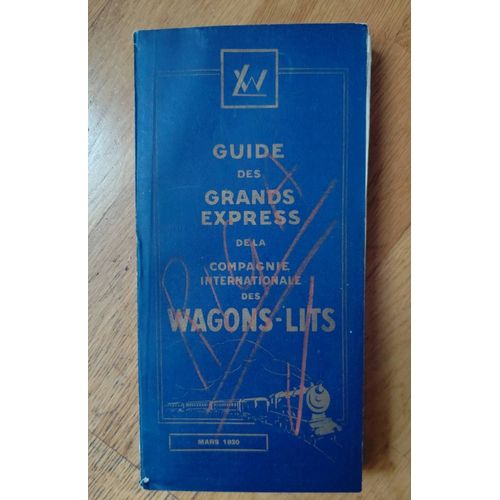 GUIDE
DES
GRANDS
EXPRESS
DE LA
COMPAGNIE
INTERNATIONALE
DES
WAGONS-LITS
MARS 1930